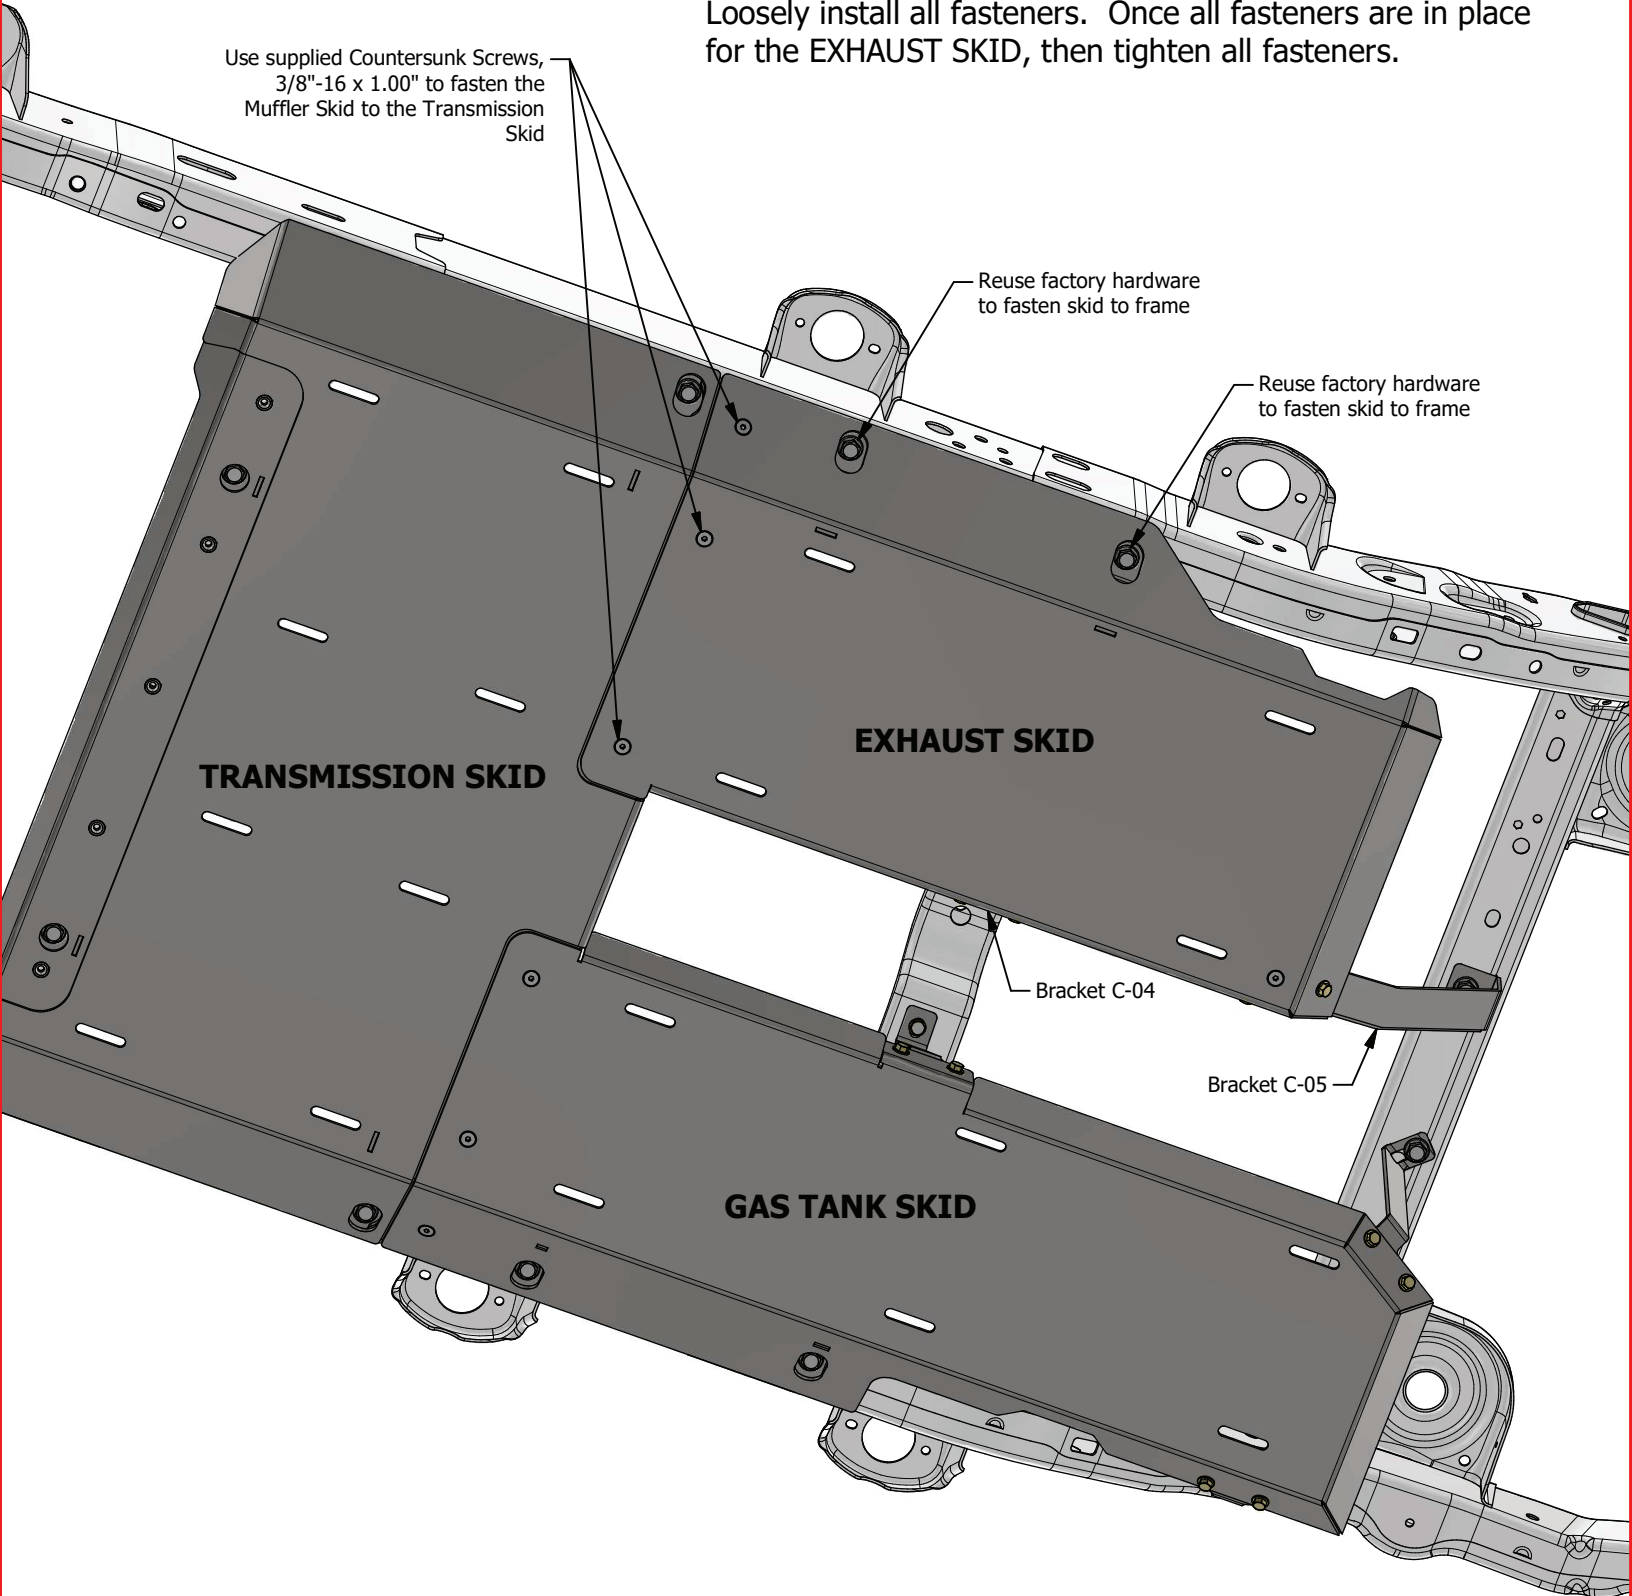 Loosely install all fasteners.  Once all fasteners are in place
for the EXHAUST SKID, then tighten all fasteners.
Use supplied Countersunk Screws,
3/8"-16 x 1.00" to fasten the
Muffler Skid to the Transmission
Skid
Reuse factory hardware
to fasten skid to frame
Reuse factory hardware
to fasten skid to frame
EXHAUST SKID
TRANSMISSION SKID
Bracket C-04
Bracket C-05
GAS TANK SKID